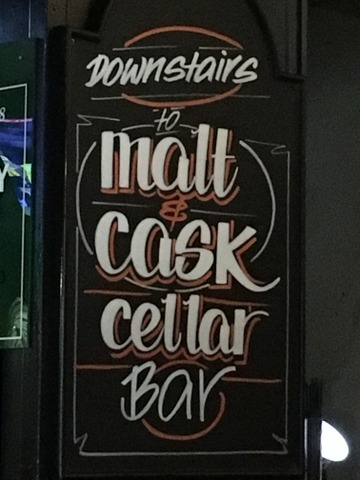 Downstairs
to
malt
&
cask
cellar
Bar